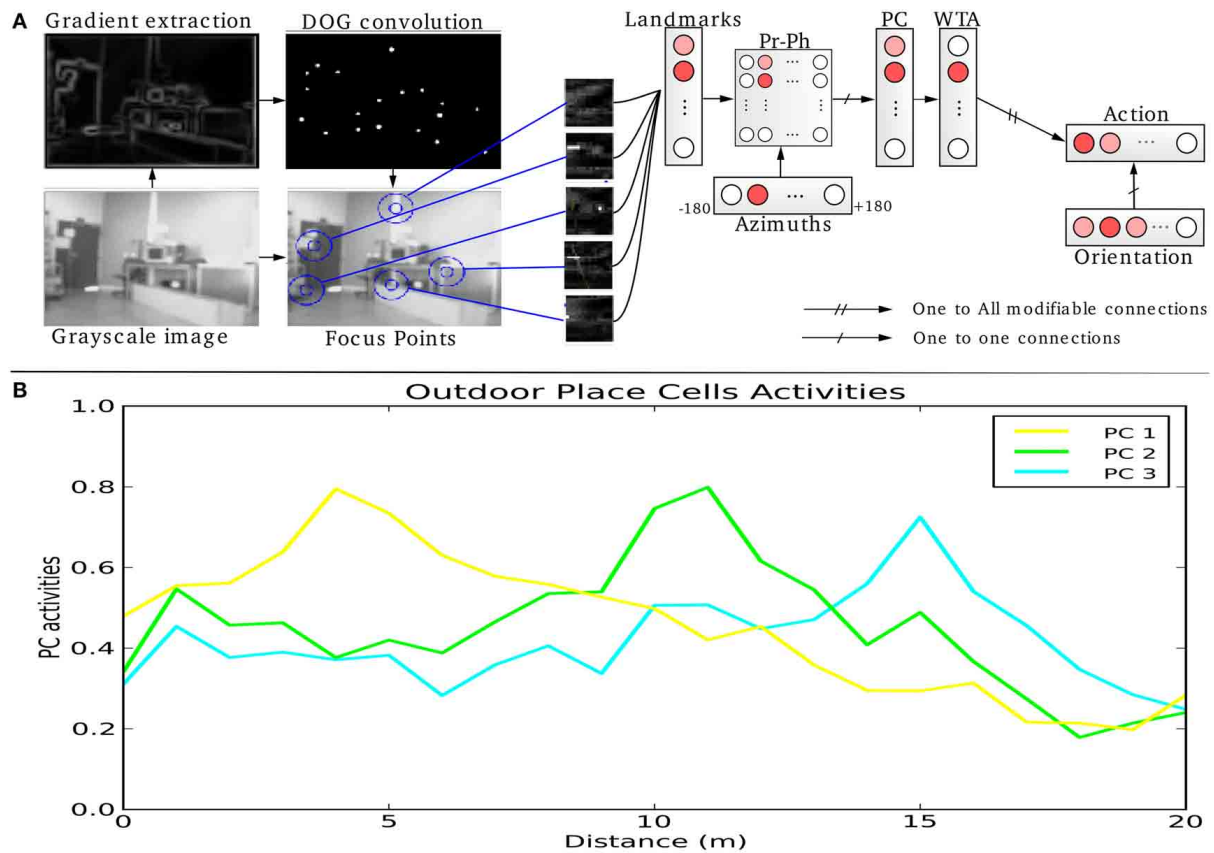 A
Gradient extraction
DOG convolution
Landmarks
PC
WTA
Pr-Ph
...
...
Action
...
...
-180
+180
Azimuths
...
Orientation
Grayscale image
Focus Points
One to All modifiable connections
One to one connections
B
Outdoor Place Cells Activities
1.0
0.8
0.6
0.4
0.2
0.0
PC activities
PC 1
PC 2
PC 3
0
5
10
15
20
Distance (m)